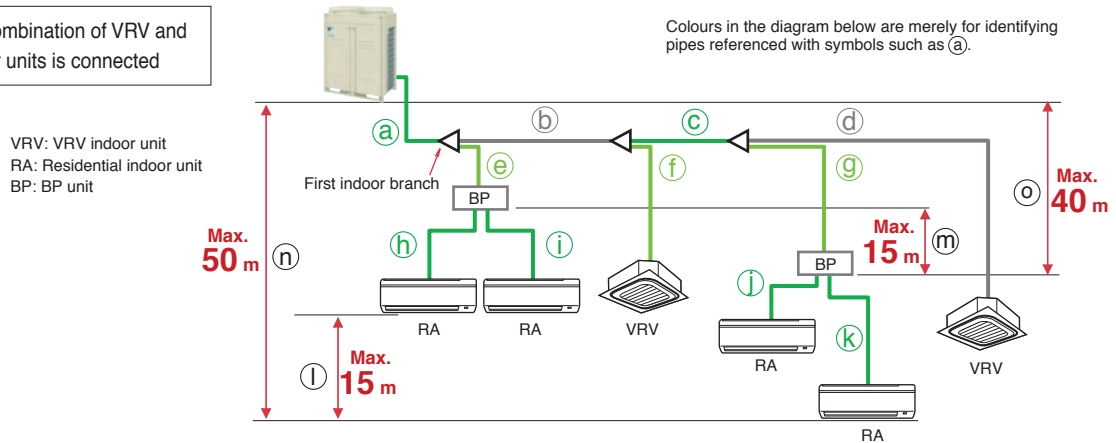 ombination of VRV and
units is connected
Colours in the diagram below are merely for identifying
pipes referenced with symbols such as ⓐ.
VRV: VRV indoor unit
RA: Residential indoor unit
BP: BP unit
ⓐ
ⓑ
ⓒ
ⓓ
First indoor branch
ⓔ
ⓕ
ⓖ
BP
ⓞ
Max.
40 m
Max.
50 m
ⓝ
ⓗ
ⓘ
Max.
15 m
ⓜ
BP
RA
RA
VRV
ⓙ
ⓚ
RA
VRV
ⓛ
Max.
15 m
RA